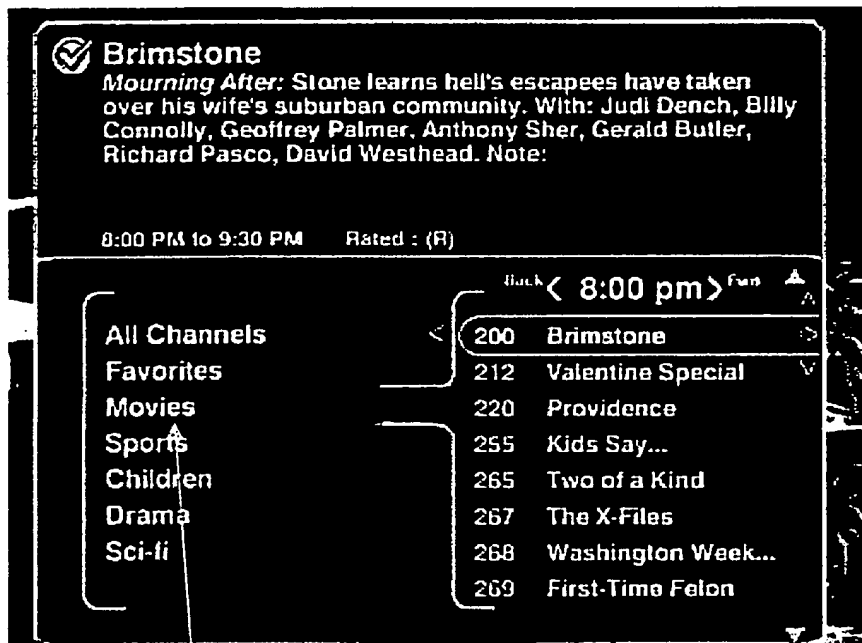 Brimstone
Mourning After: Stone learns hell's escapees have taken
over his wife's suburban community. With: Judi Dench, Billy
Connolly, Geoffrey Palmer, Anthony Sher, Gerald Butler,
Richard Pasco, David Westhead. Note:
8:00 PM to 9:30 PM Rated : (R)
Back < 8:00 pm >
All Channels <
Favorites
Movies
Sports
Children
Drama
Sci-fi
200 Brimstone >
212 Valentine Special
220 Providence
255 Kids Say...
265 Two of a Kind
267 The X-Files
268 Washington Week...
269 First-Time Felon